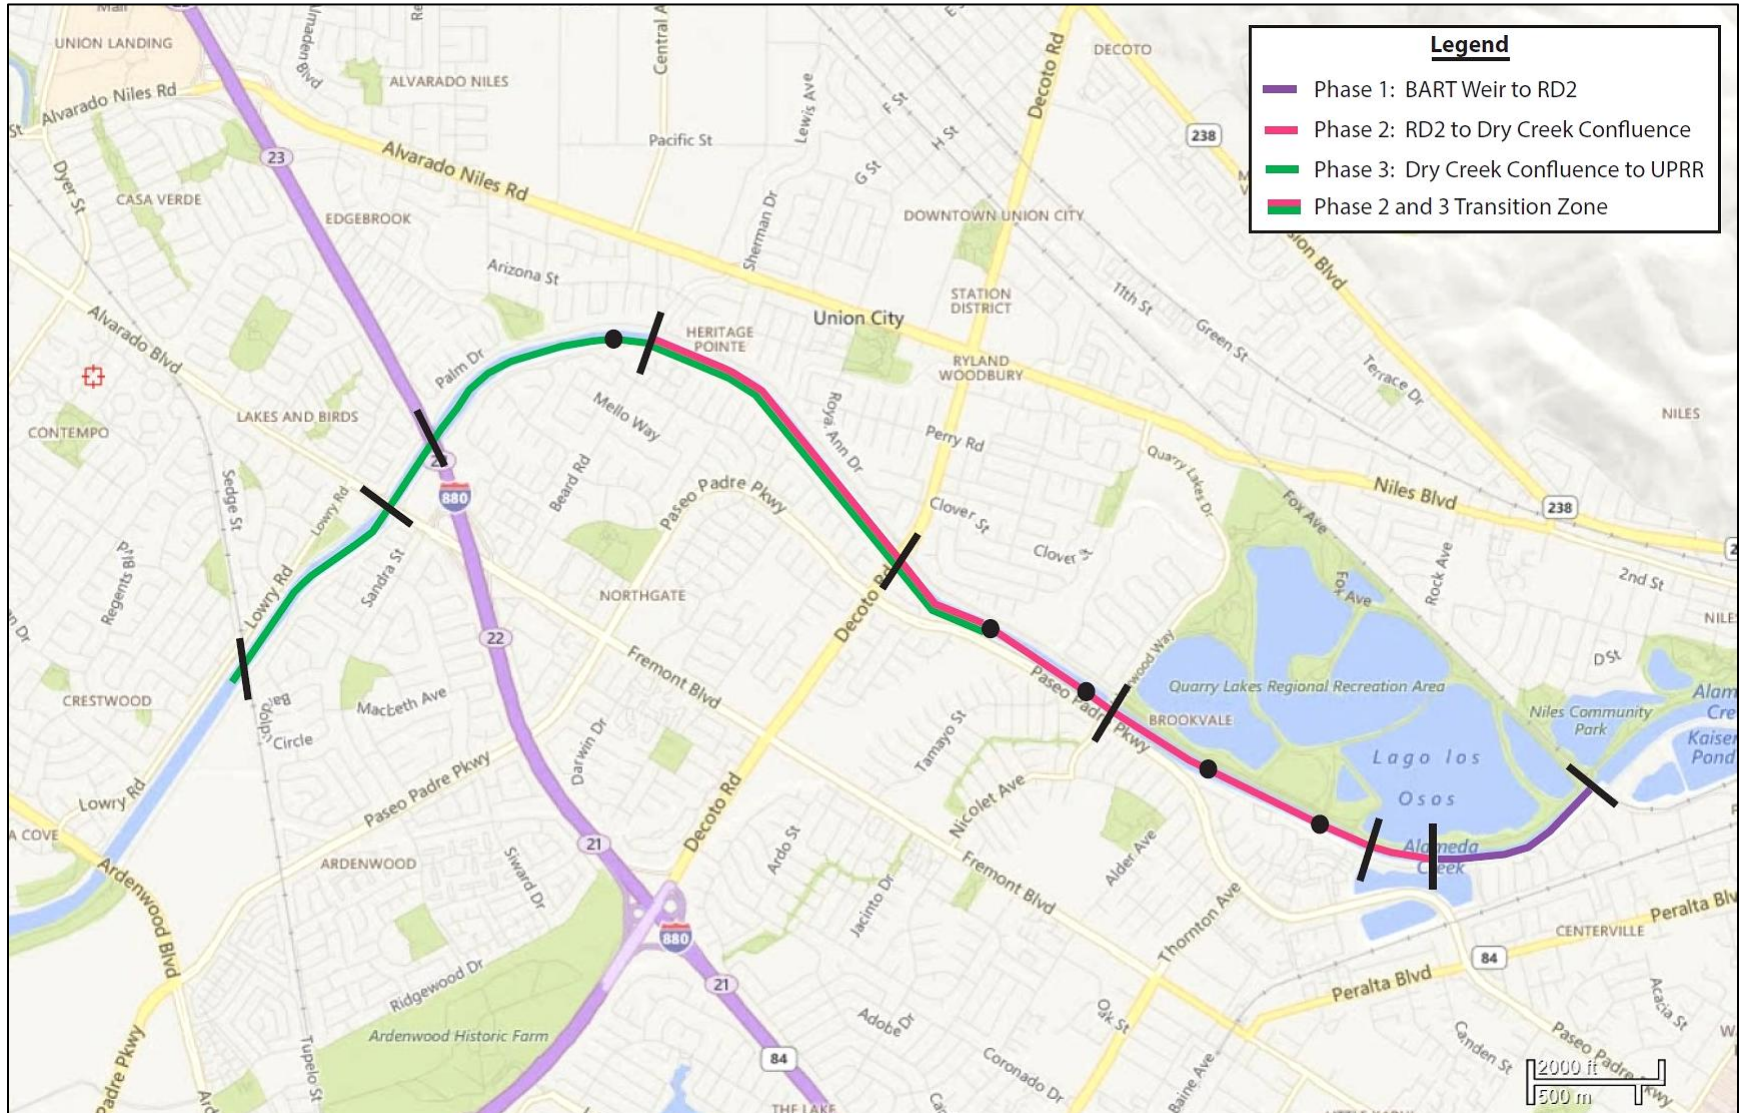 Legend
Phase 1: BART Weir to RD2
Phase 2: RD2 to Dry Creek Confluence
Phase 3: Dry Creek Confluence to UPRR
Phase 2 and 3 Transition Zone
UNION LANDING
Alvarado Niles Rd
ALVARADO NILES
Central A
Decoto Rd
DECOTO
Lewis Ave
F St
H St
G St
Pacific St
238
23
Alvarado Niles Rd
Dyer St
CASA VERDE
EDGEBROOK
Sherman Dr
DOWNTOWN UNION CITY
Arizona St
STATION
DISTRICT
11th St
Green St
Union City
HERITAGE
POINTE
Alvarado Blvd
Palm Dr
RYLAND
WOODBURY
Terrace Dr
NILES
Mello Way
LAKES AND BIRDS
CONTEMPO
Perry Rd
Quarry Lakes Dr
Niles Blvd
238
Sedge St
Lowry Rd
880
Beard Rd
Paseo Padre Pkwy
Clover St
Clover St
Fox Ave
Fox Ave
Rock Ave
2nd St
Regents Blvd
Lowry Rd
Sandra St
NORTHGATE
Decoto Rd
22
Fremont Blvd
Paseo Padre Pkwy
Quarry Lakes Regional Recreation Area
D St
BROOKVALE
Niles Community
Park
Alam
Cre
Kaiser
Pond
CRESTWOOD
Macbeth Ave
Circle
Darwin Dr
Tamayo St
Lago los
Osos
Lowry Rd
Paseo Padre Pkwy
Decoto Rd
Nicolet Ave
Alder Ave
Alameda
Creek
A COVE
Ardenwood Blvd
ARDENWOOD
21
Siward Dr
Ardo St
Jacinto Dr
Fremont Blvd
Thornton Ave
Peralta Blv
CENTERVILLE
880
84
Ridgewood Dr
21
Peralta Blvd
Acacia St
Ardenwood Historic Farm
Adobe Dr
Oak St
Padre Pkwy
Tupelo St
84
Coronado Dr
Baine Ave
Camden St
Paseo Padre Pkwy
2000 ft
500 m
THE LAKE